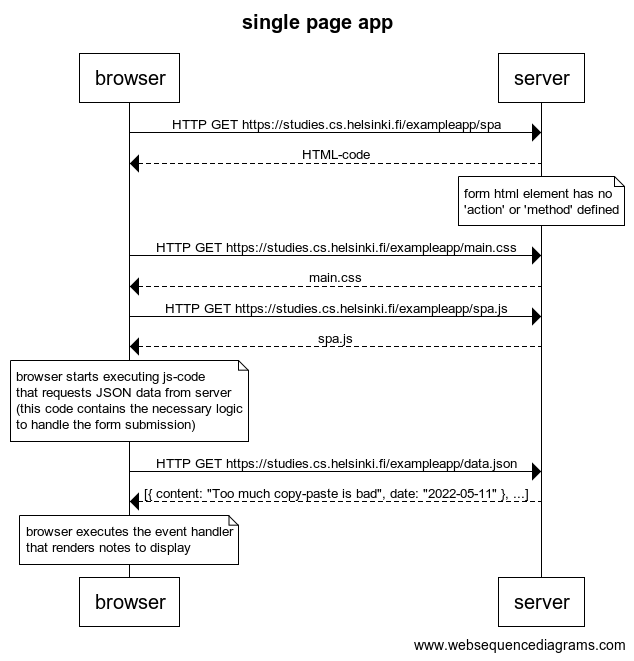 single page app
browser
server
HTTP GET https://studies.cs.helsinki.fi/exampleapp/spa
HTML-code
form html element has no
'action' or 'method' defined
HTTP GET https://studies.cs.helsinki.fi/exampleapp/main.css
main.css
HTTP GET https://studies.cs.helsinki.fi/exampleapp/spa.js
spa.js
browser starts executing js-code
that requests JSON data from server
(this code contains the necessary logic
to handle the form submission)
HTTP GET https://studies.cs.helsinki.fi/exampleapp/data.json
[{ content: "Too much copy-paste is bad", date: "2022-05-11" }, ...]
browser executes the event handler
that renders notes to display
browser
server
www.websequencediagrams.com